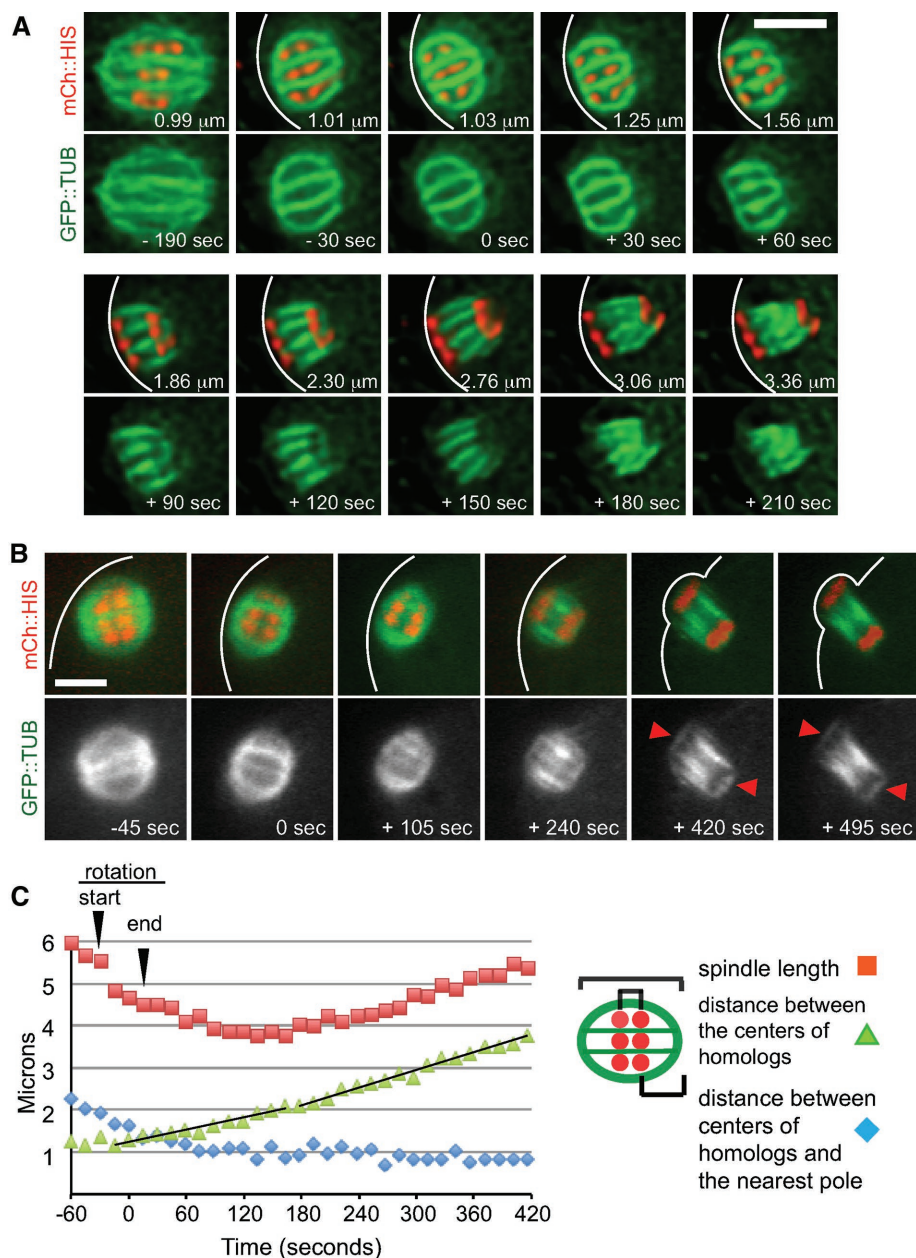 A
mCh::HIS
0.99 μm
1.01 μm
1.03 μm
1.25 μm
1.56 μm
GFP::TUB
- 190 sec
- 30 sec
0 sec
+ 30 sec
+ 60 sec
1.86 μm
2.30 μm
2.76 μm
3.06 μm
3.36 μm
+ 90 sec
+ 120 sec
+ 150 sec
+ 180 sec
+ 210 sec
B
mCh::HIS
GFP::TUB
-45 sec
0 sec
+ 105 sec
+ 240 sec
+ 420 sec
+ 495 sec
C
rotation
start
end
Microns
6
5
4
3
2
1
-60
0
60
120
180
240
300
360
420
Time (seconds)
spindle length
distance between
the centers of
homologs
distance between
centers of
homologs and
the nearest pole